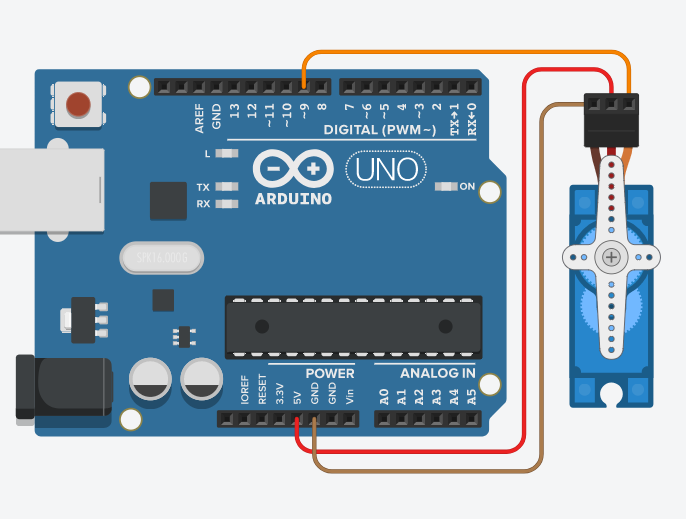 AREF
GND
13
12
~11
~10
~9
8
7
~6
~5
4
~3
2
TX→1
RX←0
DIGITAL (PWM~)
L
TX
RX
ARDUINO
UNO
ON
POWER
ANALOG IN
IOREF
RESET
3.3V
5V
GND
GND
Vin
A0
A1
A2
A3
A4
A5